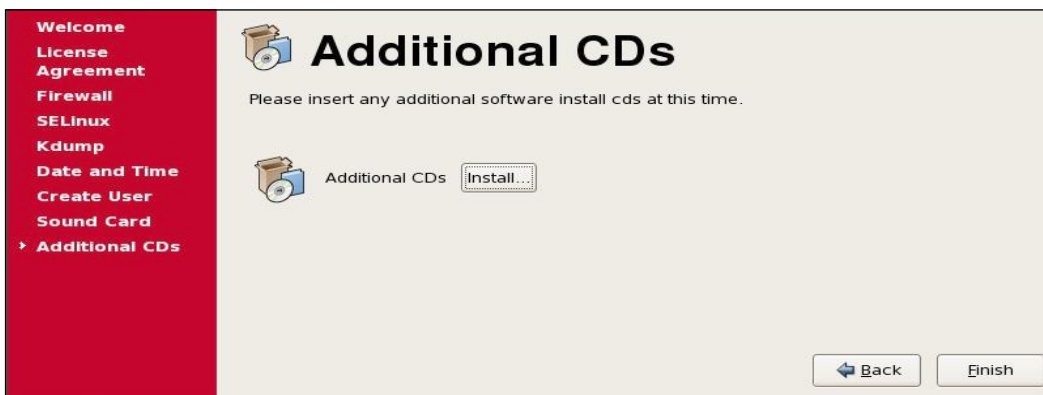 Welcome
License
Agreement
Firewall
SELinux
Kdump
Date and Time
Create User
Sound Card
Additional CDs
Additional CDs
Please insert any additional software install cds at this time.
Additional CDs Install...
Back Finish